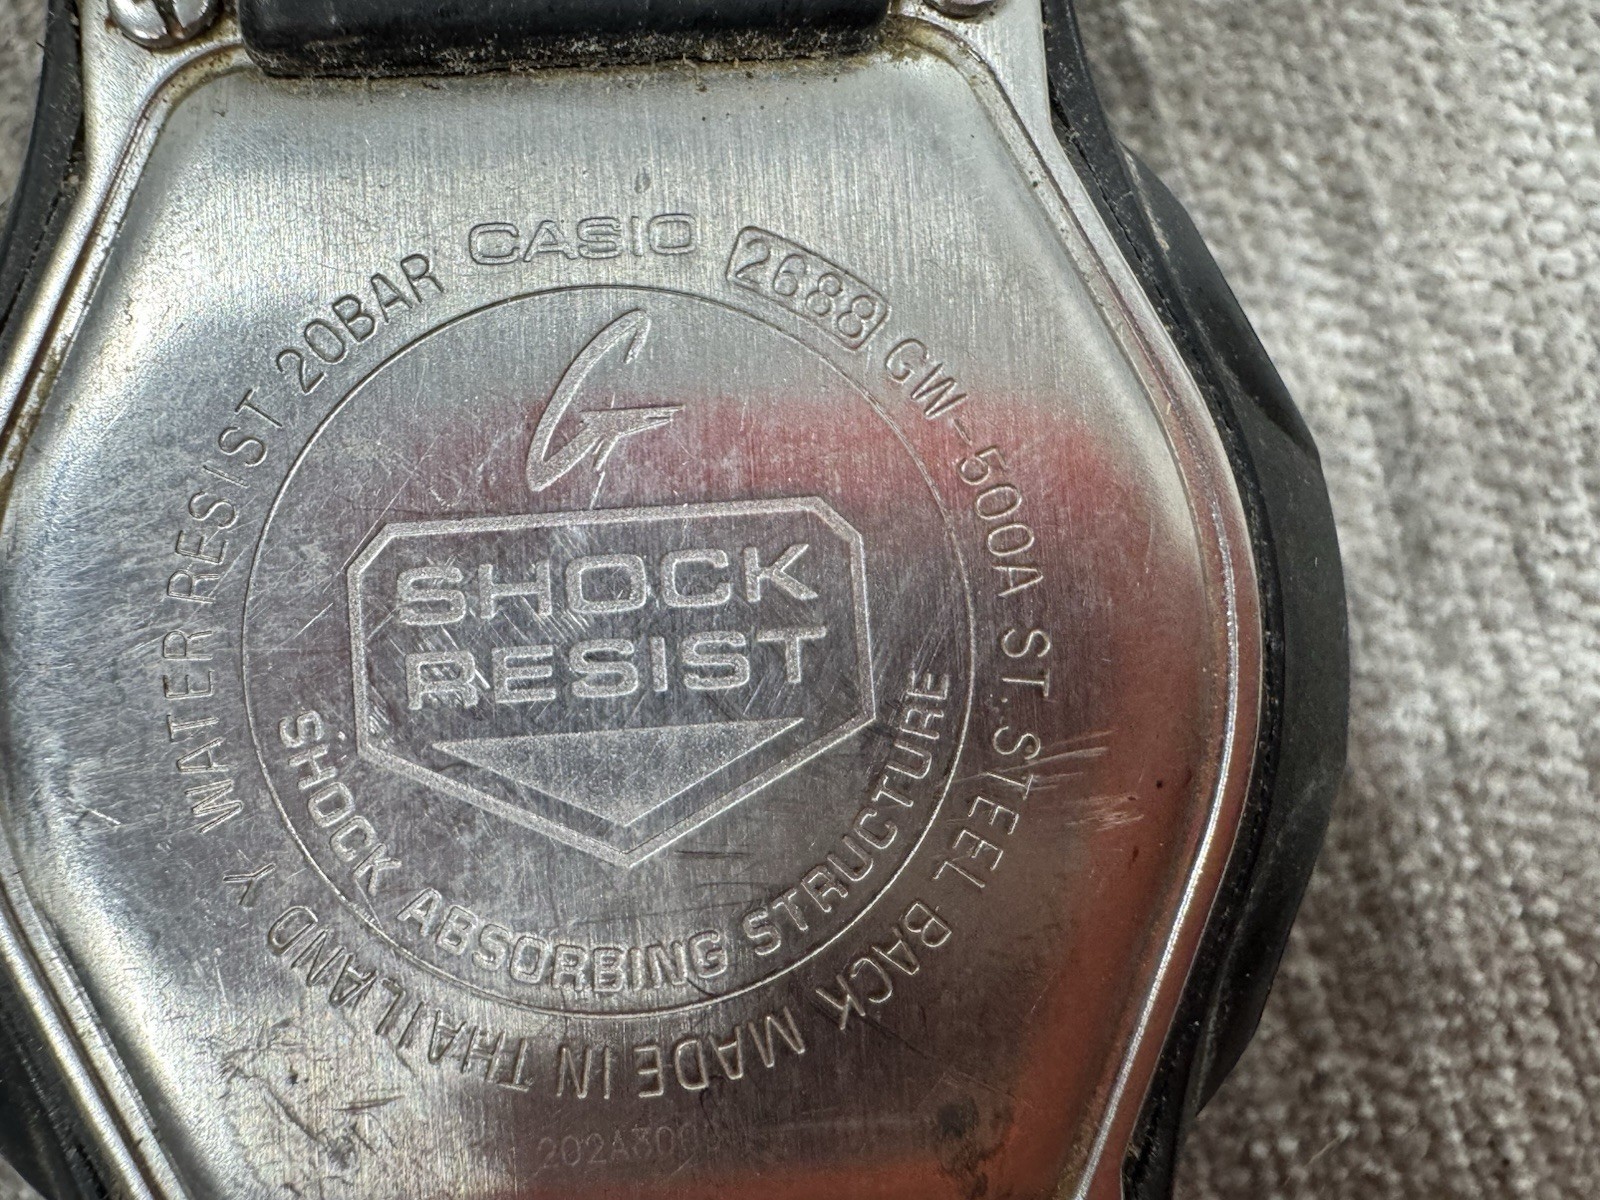 CASIO
2688 GW-500A ST. STEEL BACK MADE IN THAILAND Y
WATER RESIST 20BAR
G
SHOCK
RESIST
SHOCK ABSORBING STRUCTURE